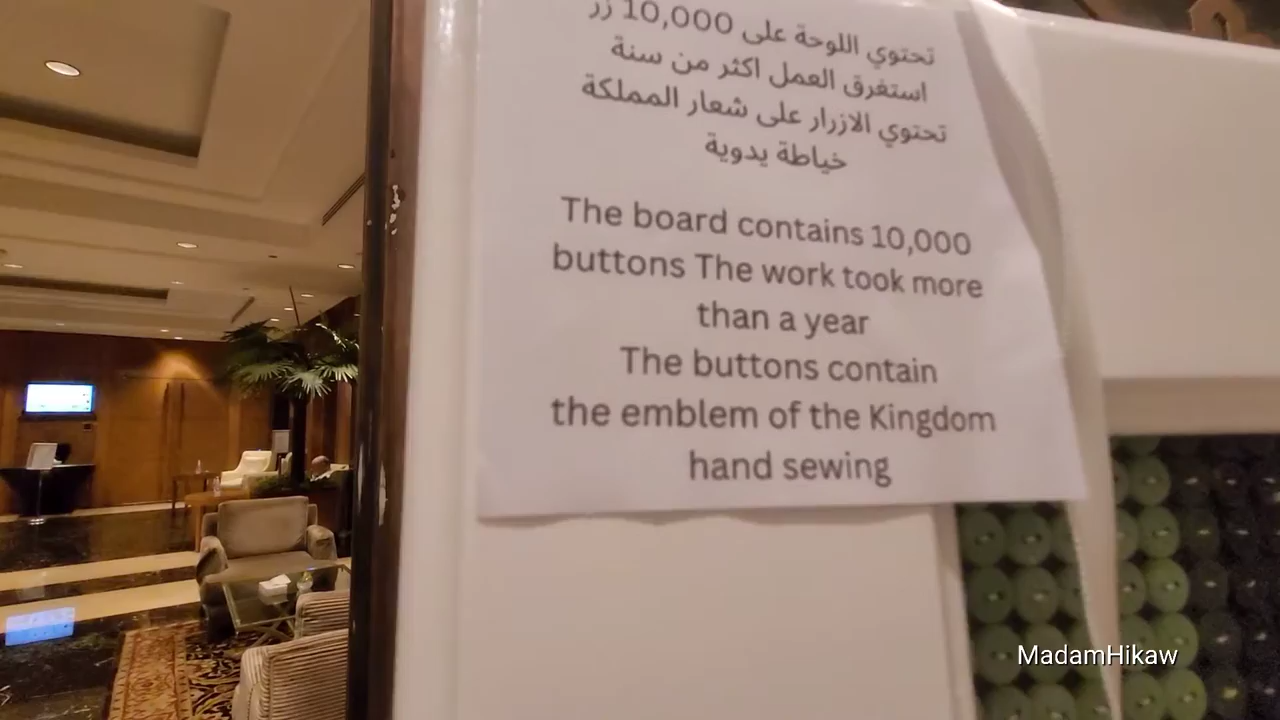 تحتوي اللوحة على 10,000 زر
استغرق العمل اكثر من سنة
تحتوي الازرار على شعار المملكة
خياطة يدوية
The board contains 10,000
buttons The work took more
than a year
The buttons contain
the emblem of the Kingdom
hand sewing
MadamHikaw